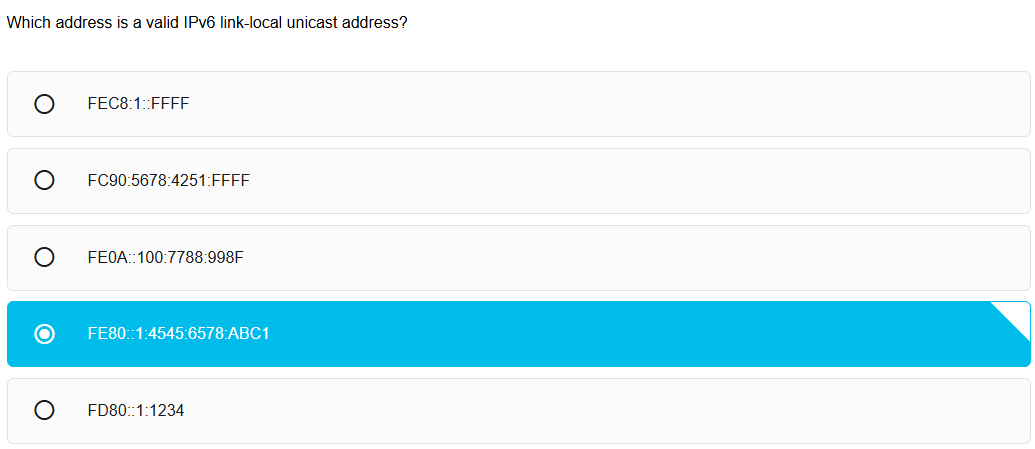 Which address is a valid IPv6 link-local unicast address?
FEC8:1::FFFF
FC90:5678:4251:FFFF
FE0A::100:7788:998F
FE80::1:4545:6578:ABC1
FD80::1:1234